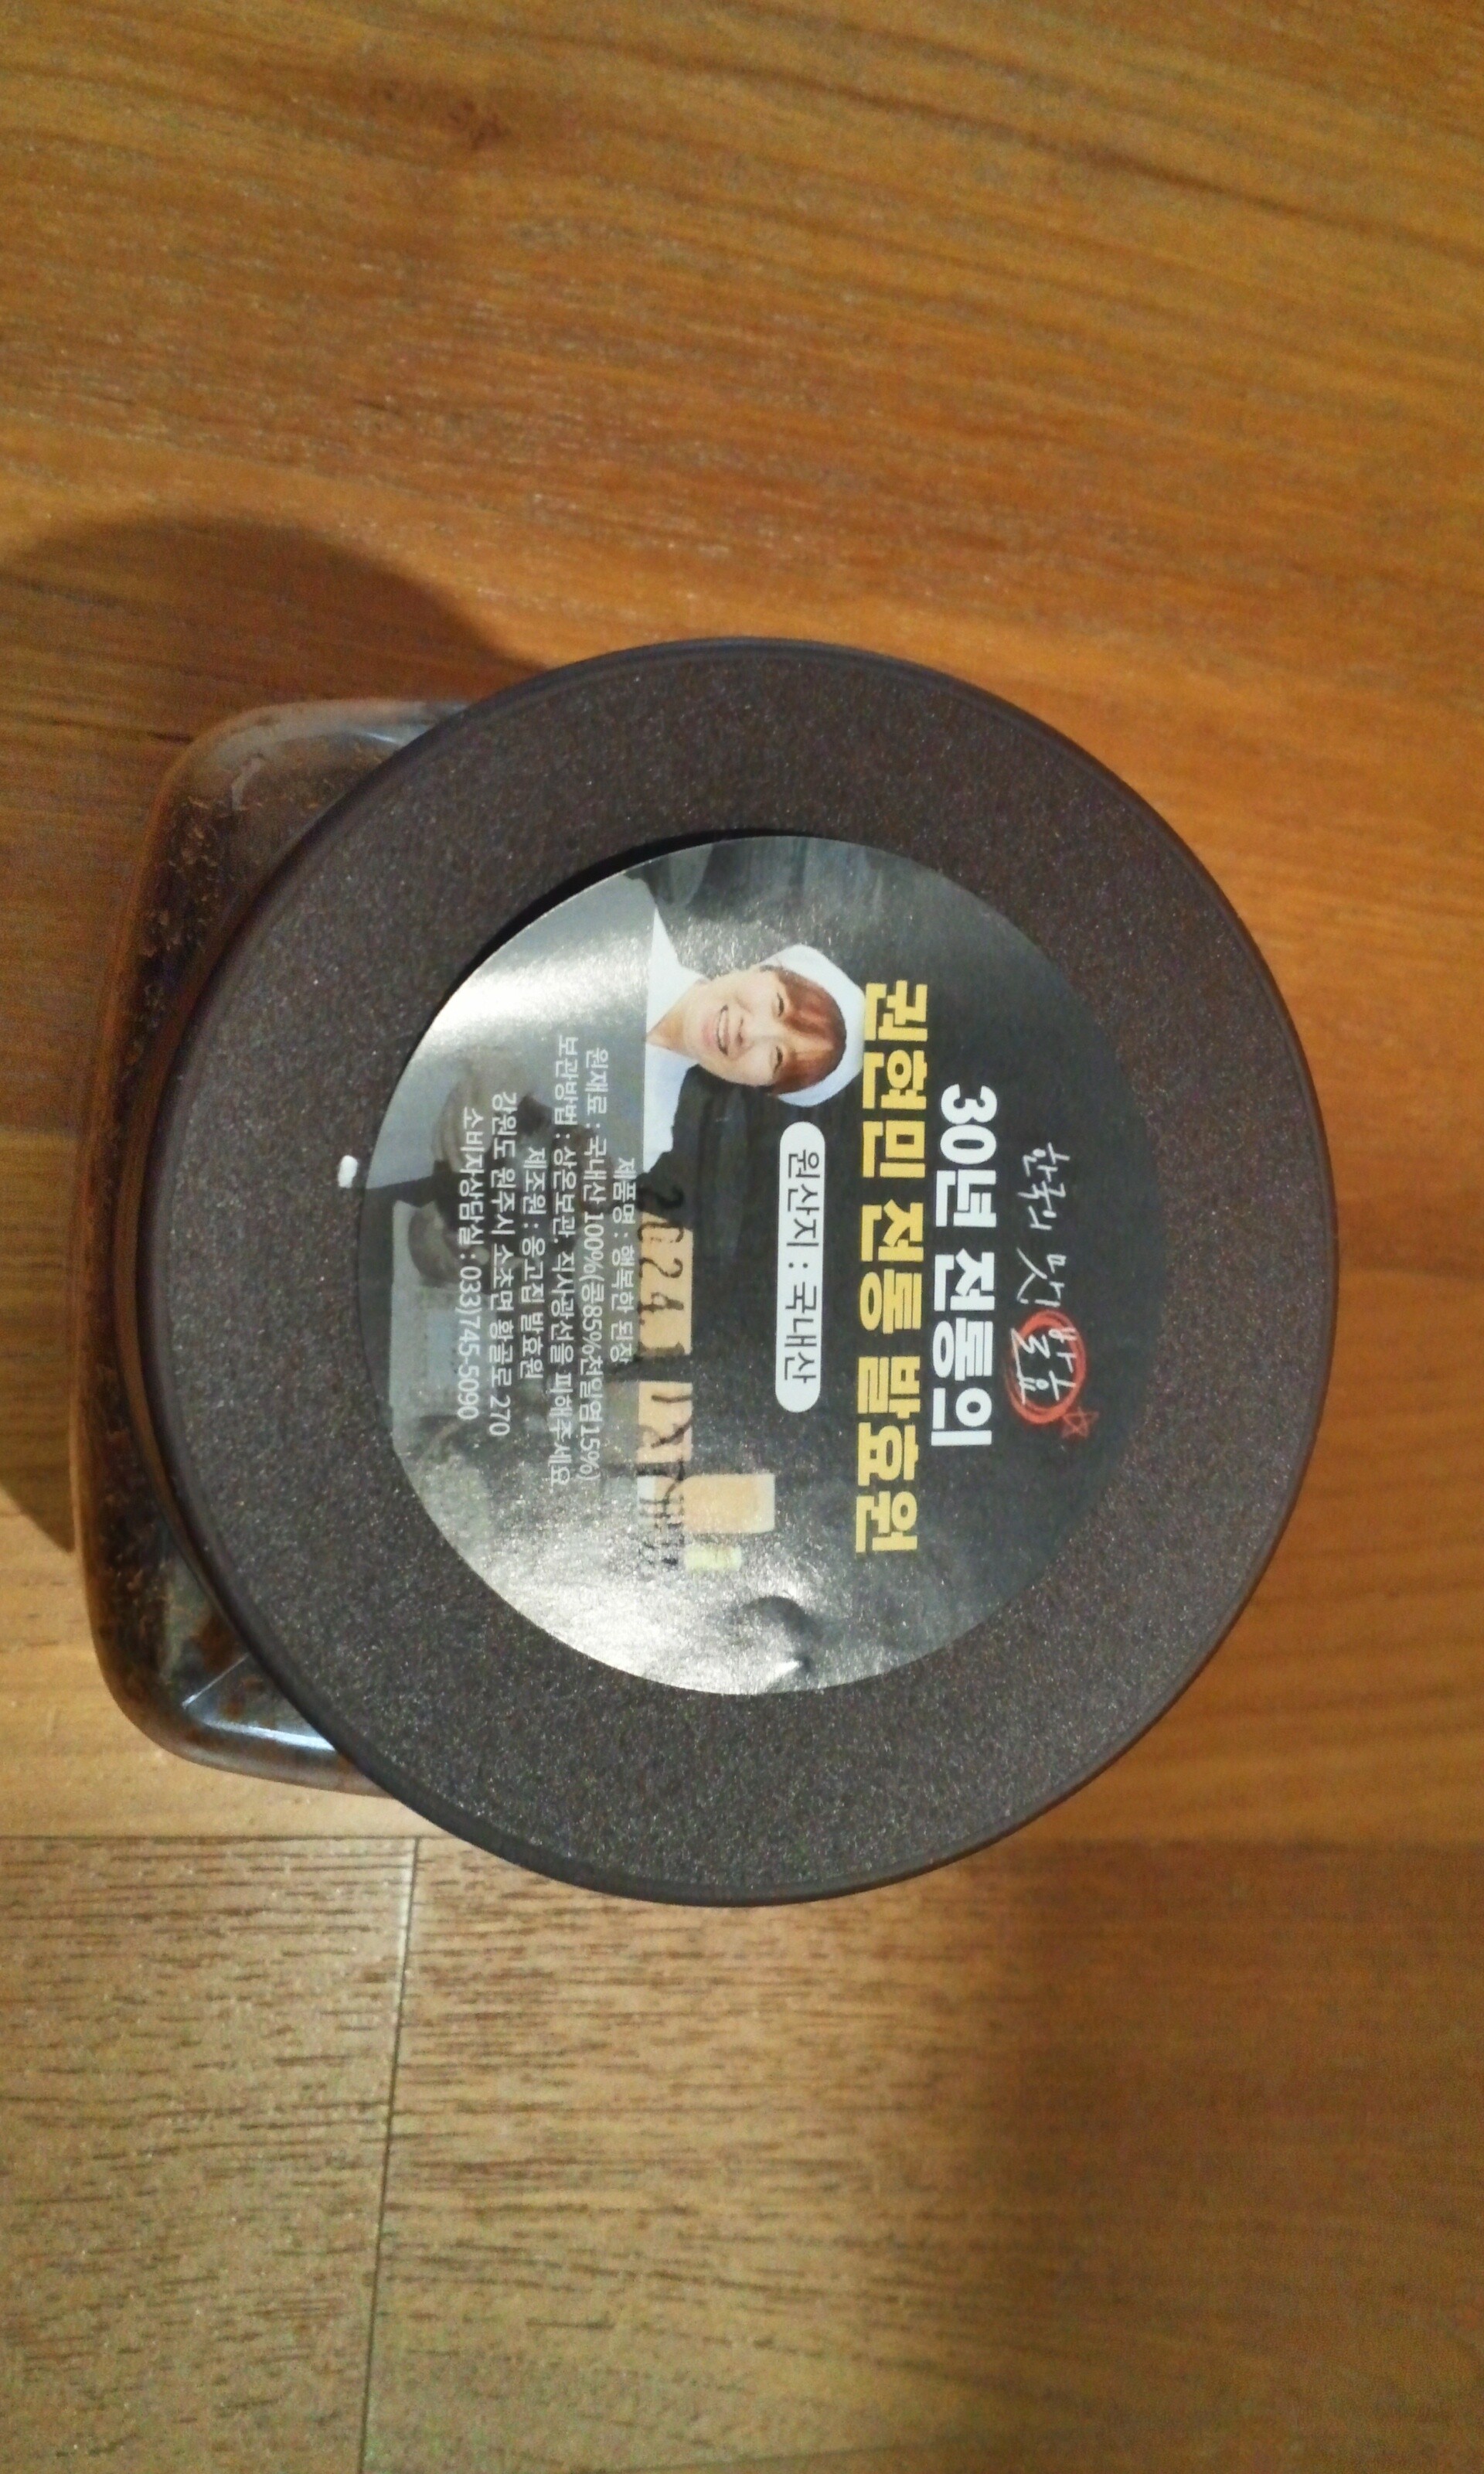 한국의 맛 발효
30년 전통의
권현민 전통 발효원
원산지 : 국내산
2024.
제품명 : 행복한 된장
원재료 : 국내산 100%(콩85%천일염15%)
보관방법 : 상온보관, 직사광선을 피해주세요
제조원 : 옹고집 발효원
강원도 원주시 소초면 황골로 270
소비자상담실 : 033)745-5090